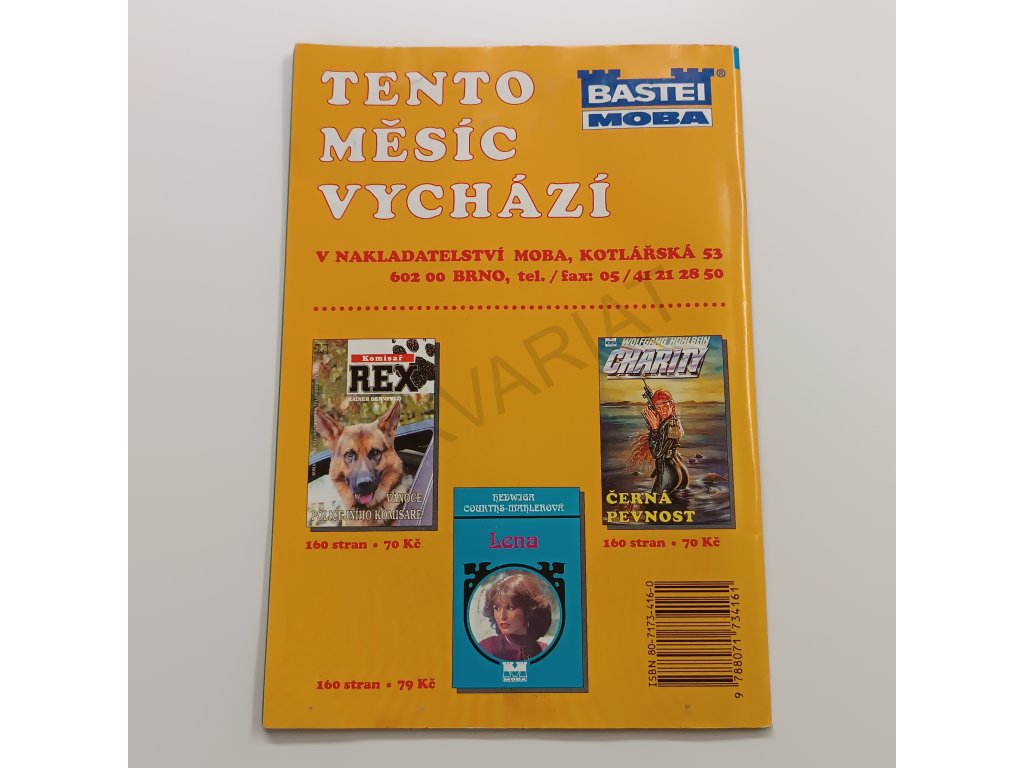 TENTO
MĚSÍC
VYCHÁZÍ
BASTEI
®
MOBA
V NAKLADATELSTVÍ MOBA, KOTLÁŘSKÁ 53
602 00 BRNO, tel. / fax: 05 / 41 21 28 50
Komisař
REX
RAINER BERNFELD
VÁNOCE
POLICEJNÍHO KOMISAŘE
160 stran • 70 Kč
WOLFGANG HOHLBEIN
CHARITY
ČERNÁ
PEVNOST
160 stran • 70 Kč
HEDWIGA
COURTHS-MAHLEROVÁ
Lena
MOBA
160 stran • 79 Kč
ISBN 80-7173-416-0
9 788071 734161